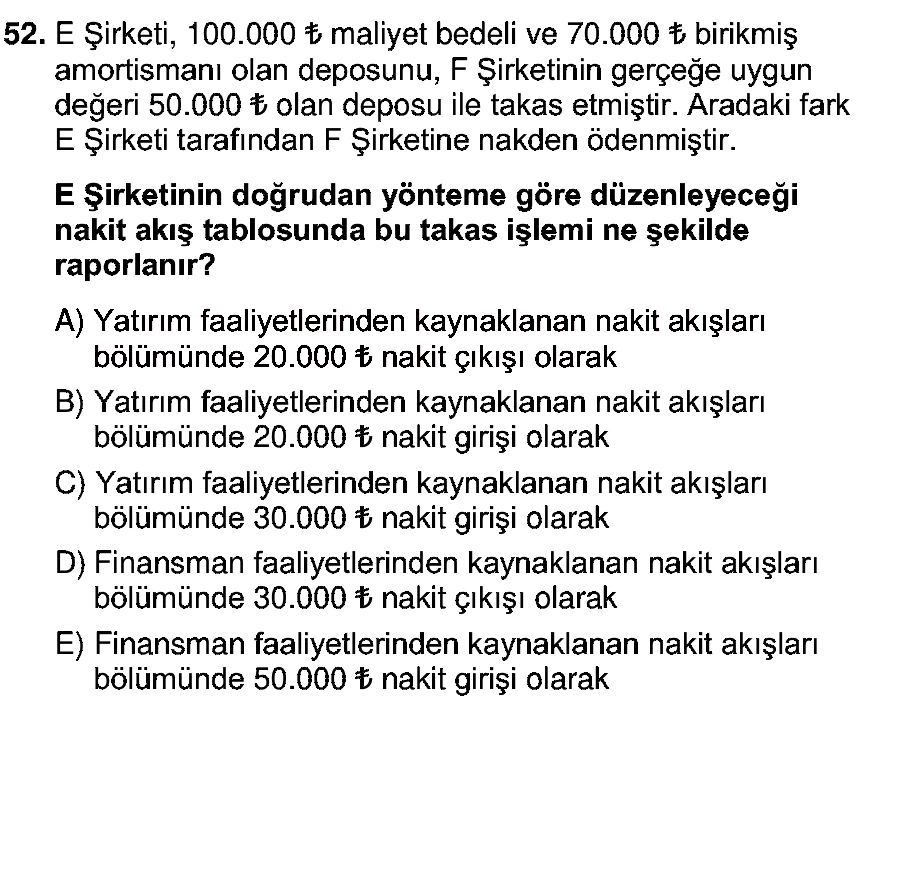 52. E Şirketi, 100.000 ₺ maliyet bedeli ve 70.000 ₺ birikmiş
amortismanı olan deposunu, F Şirketinin gerçeğe uygun
değeri 50.000 ₺ olan deposu ile takas etmiştir. Aradaki fark
E Şirketi tarafından F Şirketine nakden ödenmiştir.
E Şirketinin doğrudan yönteme göre düzenleyeceği
nakit akış tablosunda bu takas işlemi ne şekilde
raporlanır?
A) Yatırım faaliyetlerinden kaynaklanan nakit akışları
bölümünde 20.000 ₺ nakit çıkışı olarak
B) Yatırım faaliyetlerinden kaynaklanan nakit akışları
bölümünde 20.000 ₺ nakit girişi olarak
C) Yatırım faaliyetlerinden kaynaklanan nakit akışları
bölümünde 30.000 ₺ nakit girişi olarak
D) Finansman faaliyetlerinden kaynaklanan nakit akışları
bölümünde 30.000 ₺ nakit çıkışı olarak
E) Finansman faaliyetlerinden kaynaklanan nakit akışları
bölümünde 50.000 ₺ nakit girişi olarak